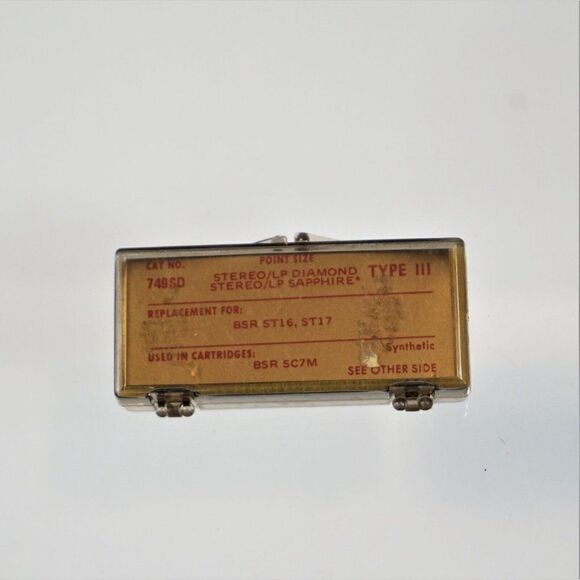 CAT NO. POINT SIZE
749SD STEREO/LP DIAMOND TYPE III
STEREO/LP SAPPHIRE*
REPLACEMENT FOR:
BSR ST16, ST17
USED IN CARTRIDGES: Synthetic
BSR SC7M
SEE OTHER SIDE